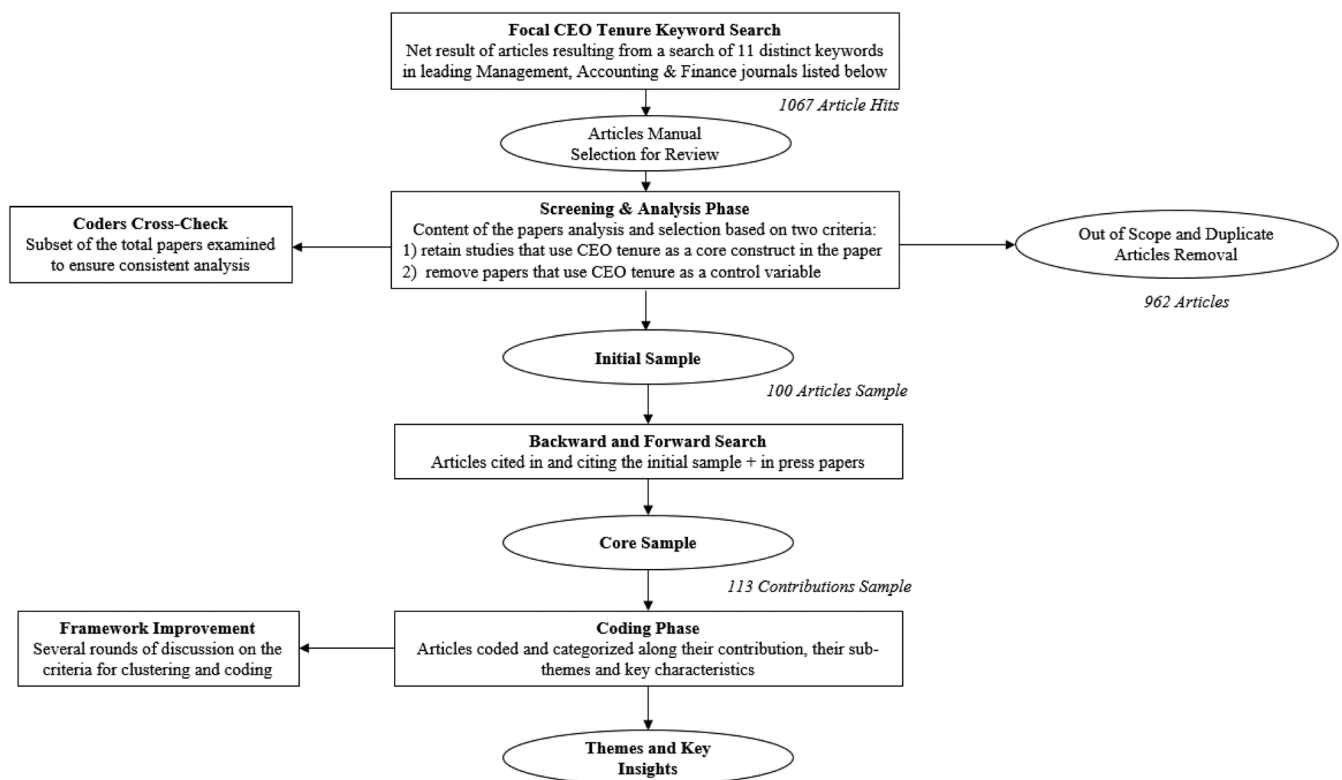 Focal CEO Tenure Keyword Search
Net result of articles resulting from a search of 11 distinct keywords
in leading Management, Accounting & Finance journals listed below
1067 Article Hits
Articles Manual
Selection for Review
Coders Cross-Check
Subset of the total papers examined
to ensure consistent analysis
Screening & Analysis Phase
Content of the papers analysis and selection based on two criteria:
1) retain studies that use CEO tenure as a core construct in the paper
2) remove papers that use CEO tenure as a control variable
Out of Scope and Duplicate
Articles Removal
962 Articles
Initial Sample
100 Articles Sample
Backward and Forward Search
Articles cited in and citing the initial sample + in press papers
Core Sample
113 Contributions Sample
Framework Improvement
Several rounds of discussion on the
criteria for clustering and coding
Coding Phase
Articles coded and categorized along their contribution, their sub-
themes and key characteristics
Themes and Key
Insights